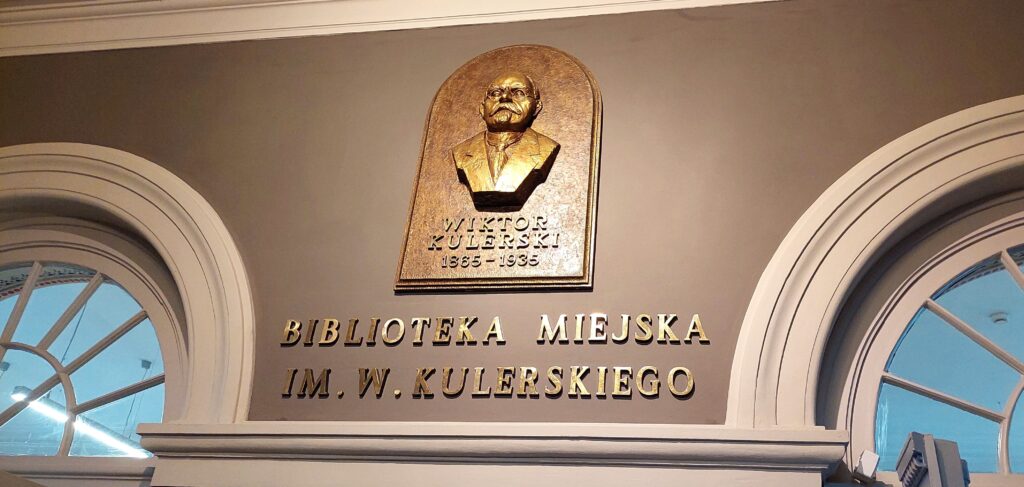 WIKTOR
KULERSKI
1865-1935
BIBLIOTEKA MIEJSKA
IM. W. KULERSKIEGO